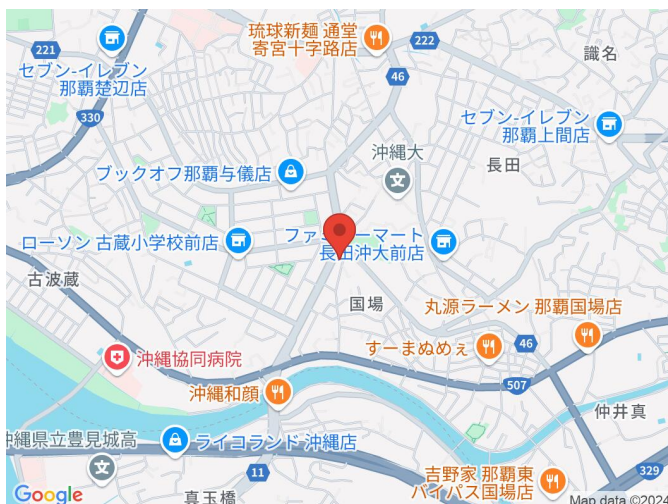 琉球新麺 通堂
寄宮十字路店
221
222
識名
セブン-イレブン
那覇楚辺店
46
330
セブン-イレブン
那覇上間店
沖縄大
長田
ブックオフ那覇与儀店
ローソン 古蔵小学校前店
ファ
ーマート
長田沖大前店
古波蔵
国場
丸源ラーメン 那覇国場店
すーまぬめぇ
46
沖縄協同病院
沖縄和顔
507
仲井真
沖縄県立豊見城高
ライコランド 沖縄店
11
329
吉野家 那覇東
バイパス国場店
真玉橋
Google
Map data ©2024